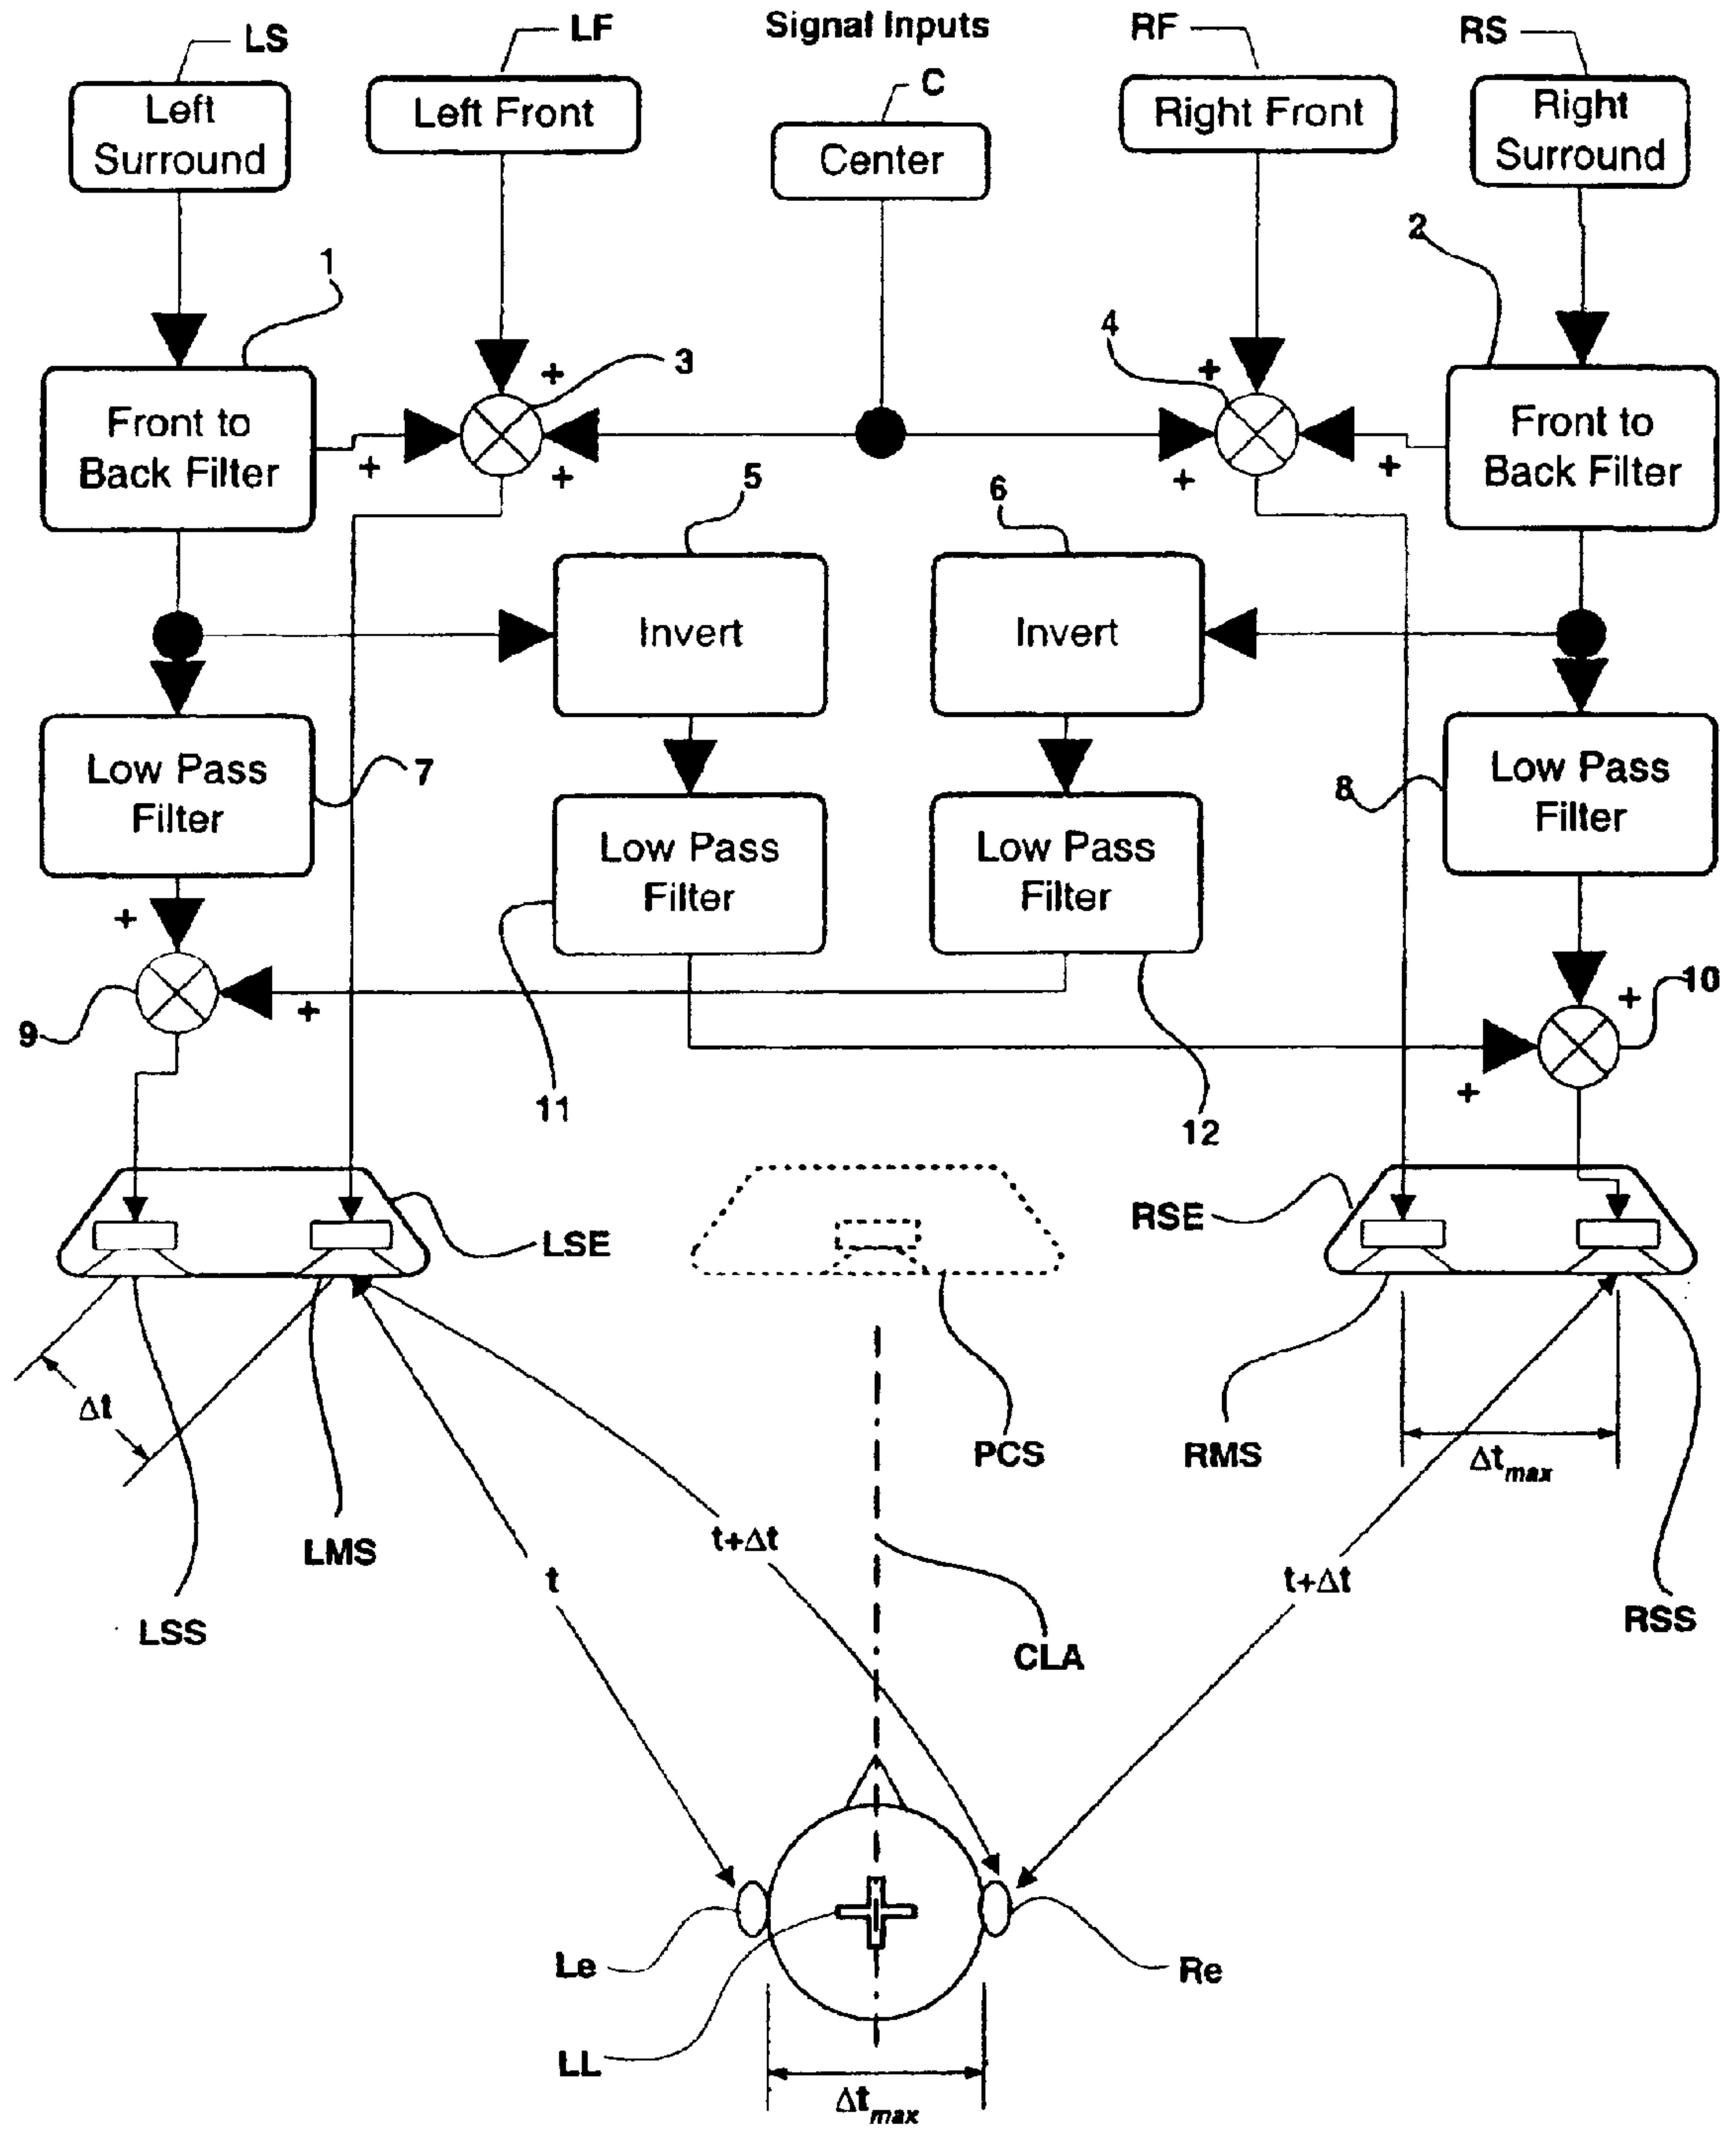 Signal Inputs
LS
LF
RF
RS
C
Left
Surround
Left Front
Center
Right Front
Right
Surround
1
2
3
4
+
+
+
+
+
+
Front to
Back Filter
Front to
Back Filter
5
6
Invert
Invert
Low Pass
Filter
7
8
Low Pass
Filter
Low Pass
Filter
Low Pass
Filter
+
9
+
+
10
+
11
12
LSE
RSE
Δt
PCS
RMS
Δtmax
LMS
t+Δt
t
t+Δt
LSS
CLA
RSS
Le
Re
LL
Δtmax